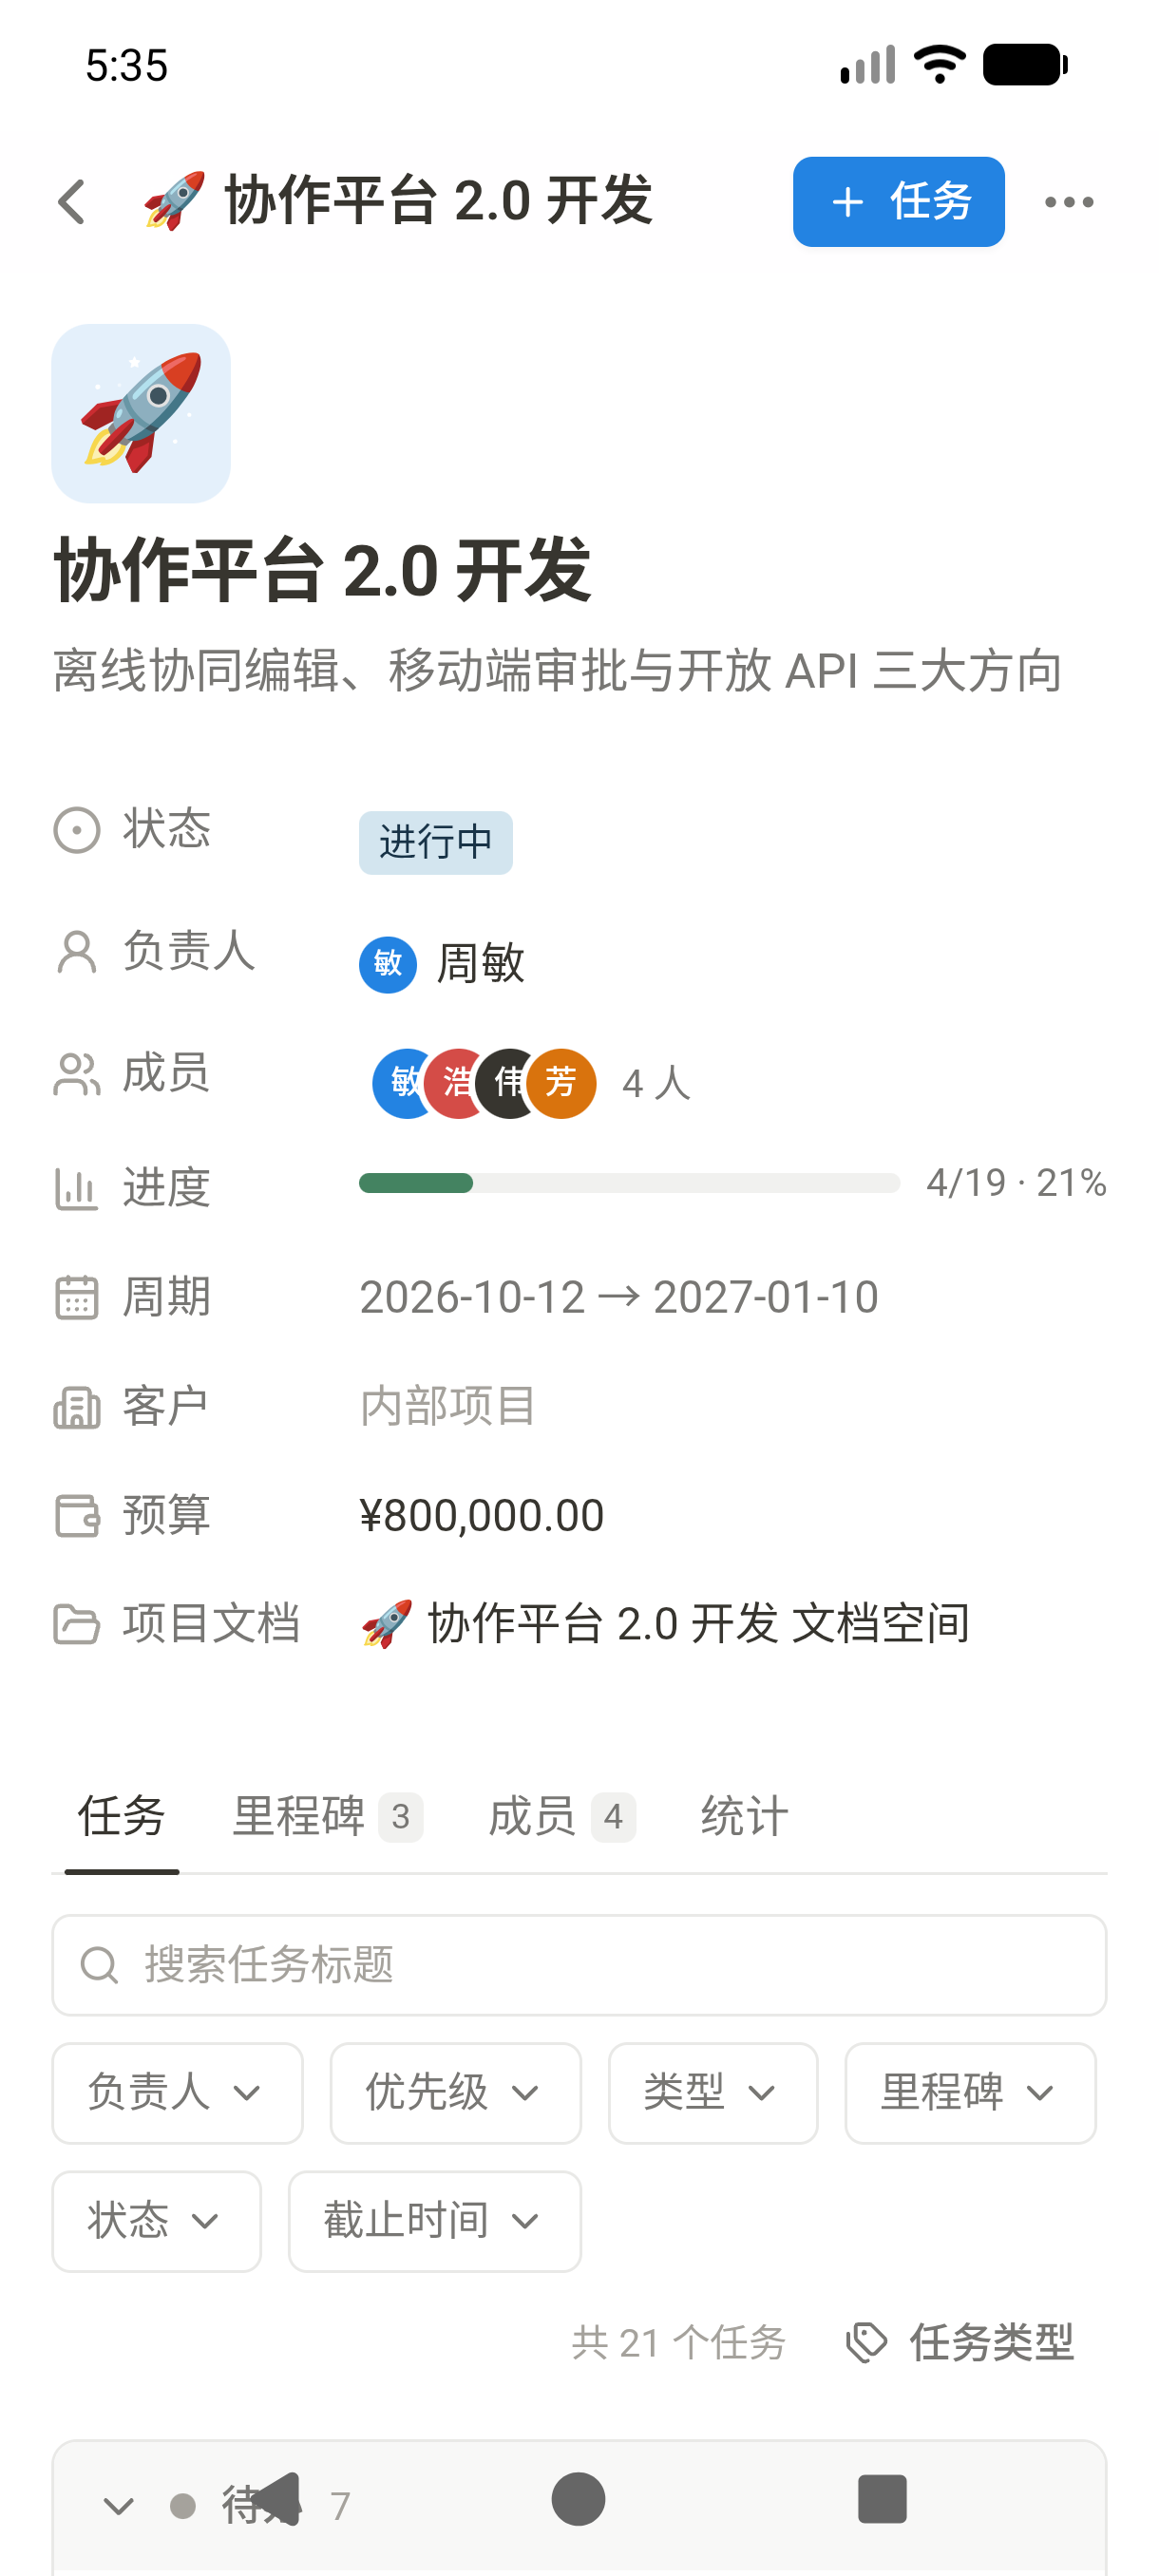 5:35
🚀 协作平台 2.0 开发
+ 任务
协作平台 2.0 开发
离线协同编辑、移动端审批与开放 API 三大方向
状态 进行中
负责人 敏 周敏
成员 敏 浩 伟 芳 4 人
进度 4/19 · 21%
周期 2026-10-12 → 2027-01-10
客户 内部项目
预算 ¥800,000.00
项目文档 🚀 协作平台 2.0 开发 文档空间
任务 里程碑 3 成员 4 统计
搜索任务标题
负责人 优先级 类型 里程碑
状态 截止时间
共 21 个任务 任务类型
待 7